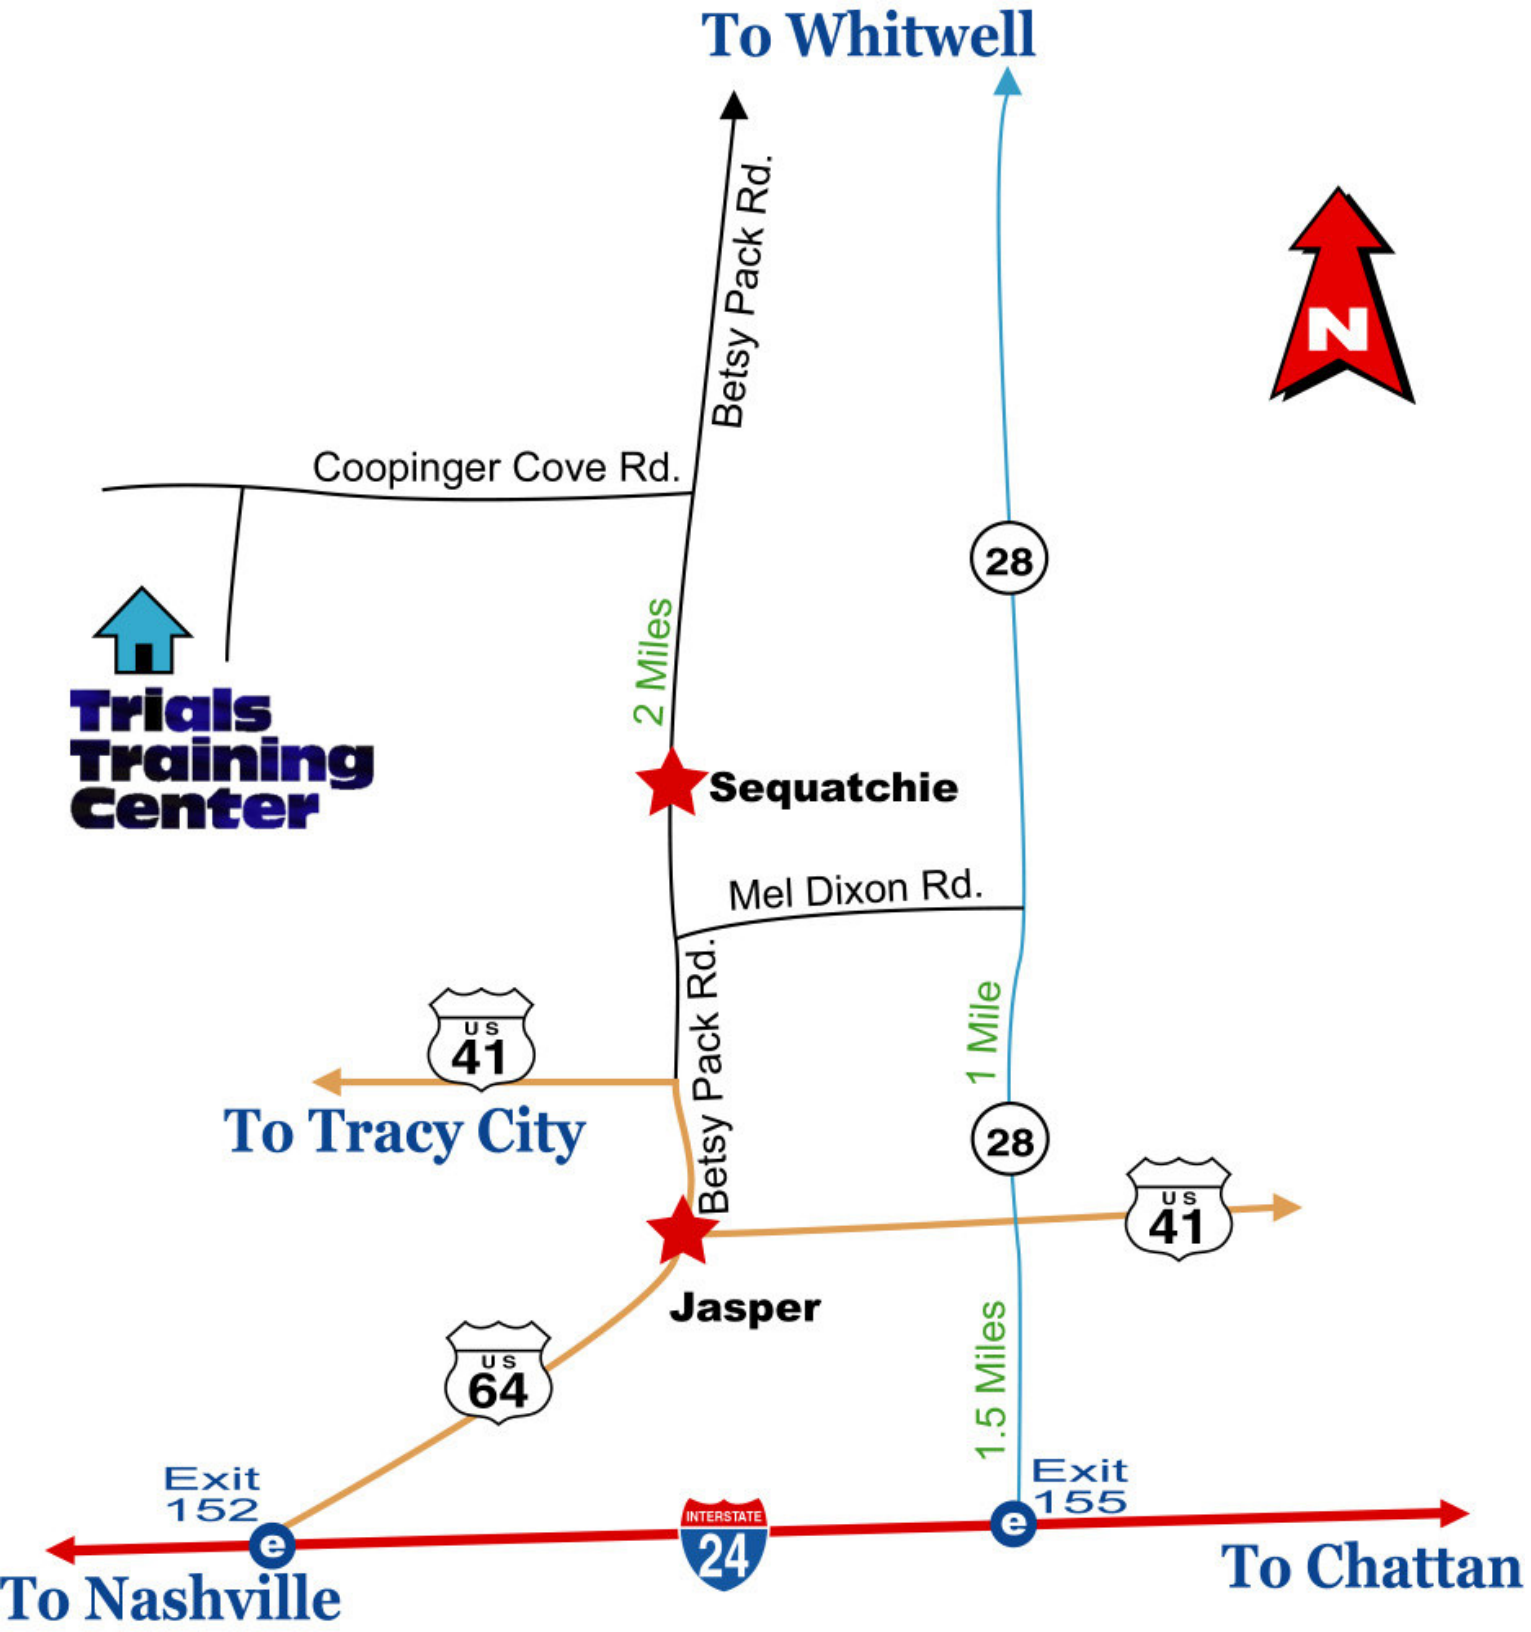 To Whitwell
Betsy Pack Rd.
N
Coopinger Cove Rd.
28
2 Miles
Trials
Training
Center
Sequatchie
Mel Dixon Rd.
Betsy Pack Rd.
1 Mile
US
41
To Tracy City
28
US
41
Jasper
US
64
1.5 Miles
Exit
152
Exit
155
e
e
INTERSTATE
24
To Nashville
To Chattan